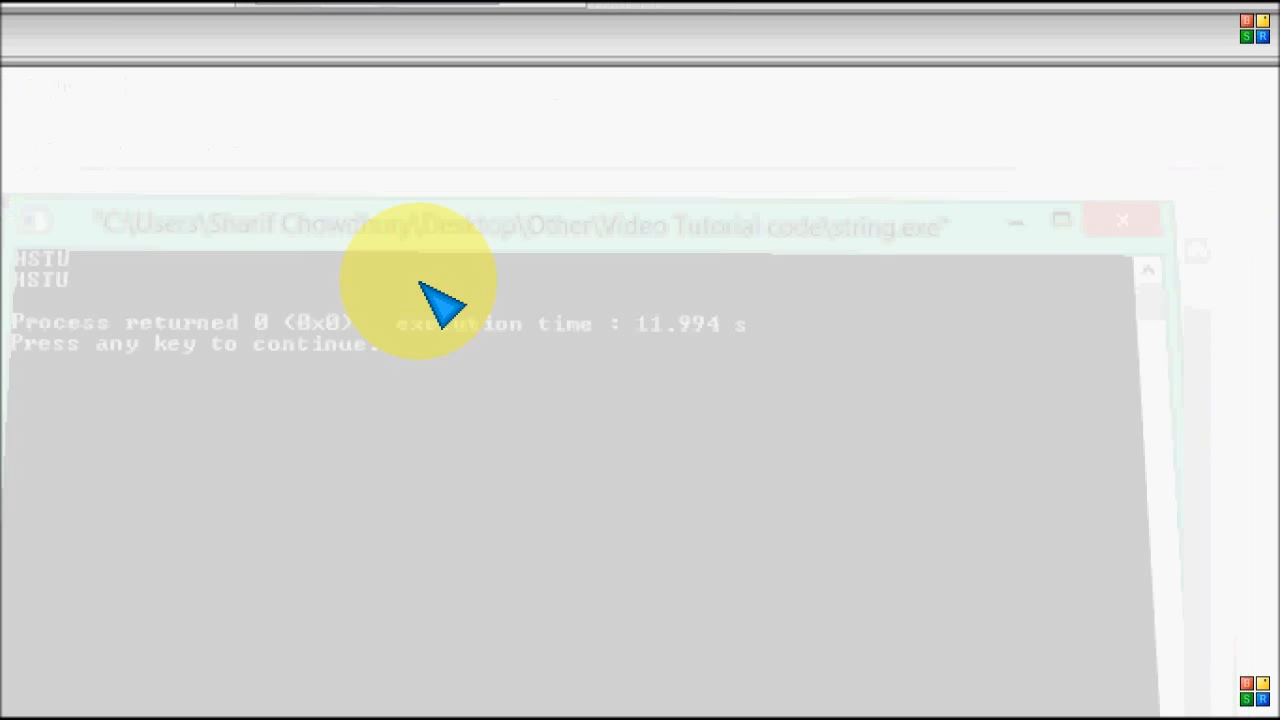 "C:\Users\Sharif Chowdhury\Desktop\Other\Video Tutorial code\string.exe"
HSTU
HSTU
Process returned 0 (0x0) execution time : 11.994 s
Press any key to continue.
B
S R
B
S R